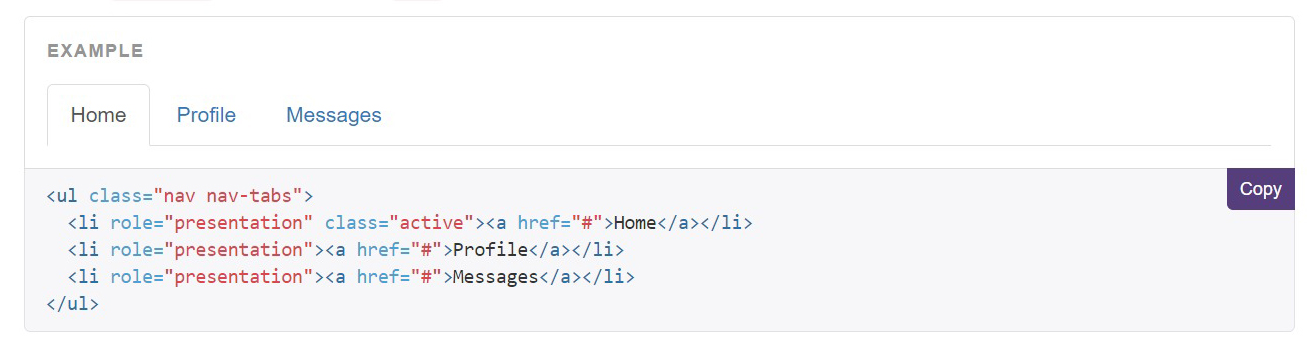 EXAMPLE
Home Profile Messages
Copy
<ul class="nav nav-tabs">
  <li role="presentation" class="active"><a href="#">Home</a></li>
  <li role="presentation"><a href="#">Profile</a></li>
  <li role="presentation"><a href="#">Messages</a></li>
</ul>